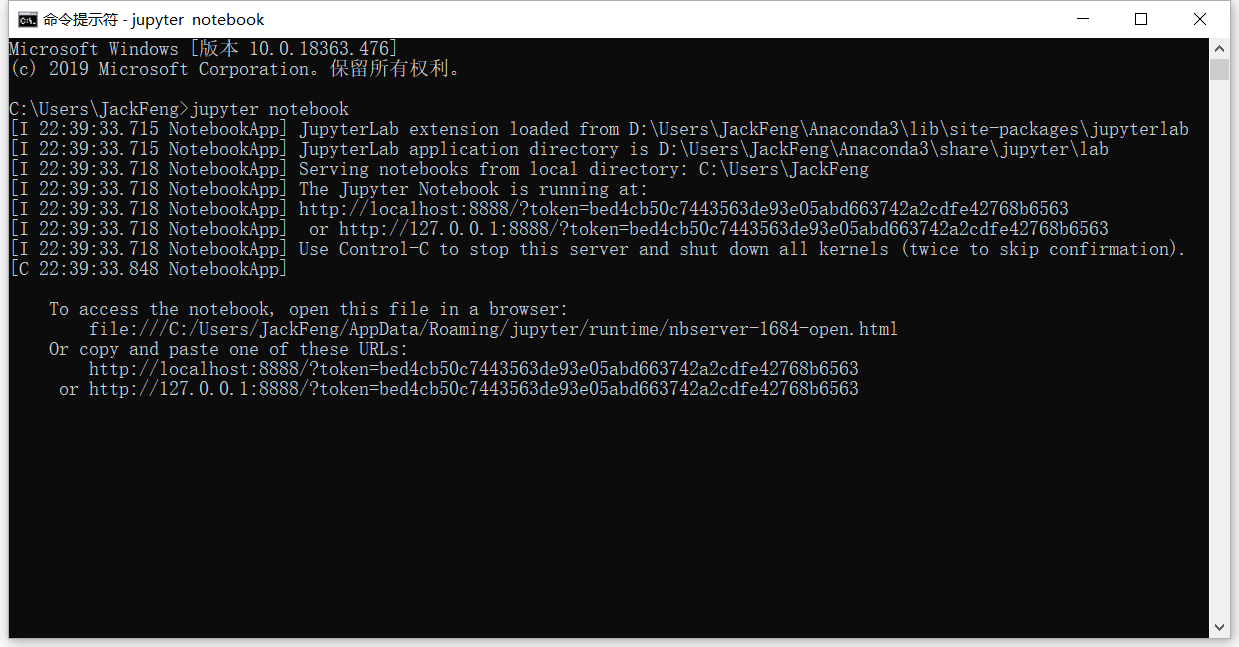 命令提示符 - jupyter notebook
Microsoft Windows [版本 10.0.18363.476]
(c) 2019 Microsoft Corporation。保留所有权利。
C:\Users\JackFeng>jupyter notebook
[I 22:39:33.715 NotebookApp] JupyterLab extension loaded from D:\Users\JackFeng\Anaconda3\lib\site-packages\jupyterlab
[I 22:39:33.715 NotebookApp] JupyterLab application directory is D:\Users\JackFeng\Anaconda3\share\jupyter\lab
[I 22:39:33.718 NotebookApp] Serving notebooks from local directory: C:\Users\JackFeng
[I 22:39:33.718 NotebookApp] The Jupyter Notebook is running at:
[I 22:39:33.718 NotebookApp] http://localhost:8888/?token=bed4cb50c7443563de93e05abd663742a2cdfe42768b6563
[I 22:39:33.718 NotebookApp]  or http://127.0.0.1:8888/?token=bed4cb50c7443563de93e05abd663742a2cdfe42768b6563
[I 22:39:33.718 NotebookApp] Use Control-C to stop this server and shut down all kernels (twice to skip confirmation).
[C 22:39:33.848 NotebookApp]
To access the notebook, open this file in a browser:
file:///C:/Users/JackFeng/AppData/Roaming/jupyter/runtime/nbserver-1684-open.html
Or copy and paste one of these URLs:
http://localhost:8888/?token=bed4cb50c7443563de93e05abd663742a2cdfe42768b6563
or http://127.0.0.1:8888/?token=bed4cb50c7443563de93e05abd663742a2cdfe42768b6563